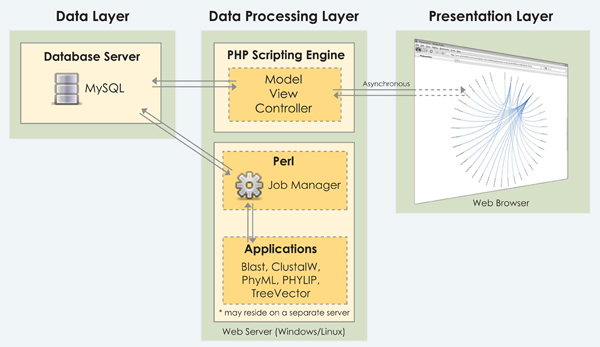 Data Layer
Data Processing Layer
Presentation Layer
Database Server
MySQL
PHP Scripting Engine
Model
View
Controller
Asynchronous
Perl
Job Manager
Applications
Blast, ClustalW,
PhyML, PHYLIP,
TreeVector
* may reside on a separate server
Web Server (Windows/Linux)
Web Browser